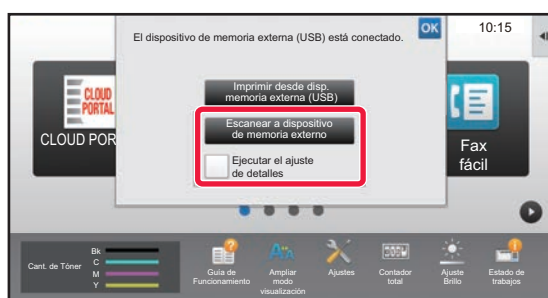 El dispositivo de memoria externa (USB) está conectado.
OK
10:15
Imprimir desde disp.
memoria externa (USB)
Escanear a dispositivo
de memoria externo
Ejecutar el ajuste
de detalles
CLOUD
PORTAL
CLOUD POR
Fax
fácil
Cant. de Tóner
Bk
C
M
Y
Guía de
Funcionamiento
Ampliar
modo
visualización
Ajustes
Contador
total
Ajuste
Brillo
Estado de
trabajos